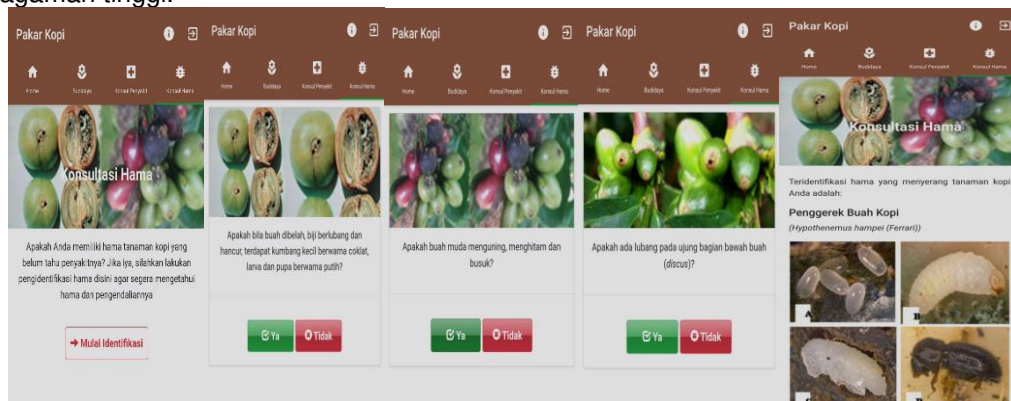 agaman tinggi.
Pakar Kopi
Home
Budidaya
Konsul Penyakit
Konsul Hama
Konsultasi Hama
Apakah Anda memiliki hama tanaman kopi yang
belum tahu penyakitnya? Jika iya, silahkan lakukan
pengidentifikasi hama disini agar segera mengetahui
hama dan pengendaliannya
Mulai Identifikasi
Pakar Kopi
Home
Budidaya
Konsul Penyakit
Konsul Hama
Apakah bila buah dibelah, biji berlubang dan
hancur, terdapat kumbang kecil berwarna coklat,
larva dan pupa berwarna putih?
Ya
Tidak
Pakar Kopi
Home
Budidaya
Konsul Penyakit
Konsul Hama
Apakah buah muda menguning, menghitam dan
busuk?
Ya
Tidak
Pakar Kopi
Home
Budidaya
Konsul Penyakit
Konsul Hama
Apakah ada lubang pada ujung bagian bawah buah
(discus)?
Ya
Tidak
Pakar Kopi
Home
Budidaya
Konsul Penyakit
Konsul Hama
Konsultasi Hama
Teridentifikasi hama yang menyerang tanaman kopi
Anda adalah:
Penggerek Buah Kopi
(Hypothenemus hampei (Ferrari))
A
B